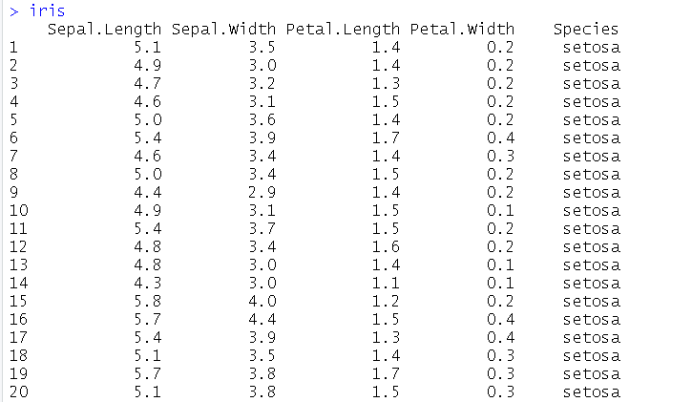 > iris
Sepal.Length Sepal.Width Petal.Length Petal.Width Species
1 5.1 3.5 1.4 0.2 setosa
2 4.9 3.0 1.4 0.2 setosa
3 4.7 3.2 1.3 0.2 setosa
4 4.6 3.1 1.5 0.2 setosa
5 5.0 3.6 1.4 0.2 setosa
6 5.4 3.9 1.7 0.4 setosa
7 4.6 3.4 1.4 0.3 setosa
8 5.0 3.4 1.5 0.2 setosa
9 4.4 2.9 1.4 0.2 setosa
10 4.9 3.1 1.5 0.1 setosa
11 5.4 3.7 1.5 0.2 setosa
12 4.8 3.4 1.6 0.2 setosa
13 4.8 3.0 1.4 0.1 setosa
14 4.3 3.0 1.1 0.1 setosa
15 5.8 4.0 1.2 0.2 setosa
16 5.7 4.4 1.5 0.4 setosa
17 5.4 3.9 1.3 0.4 setosa
18 5.1 3.5 1.4 0.3 setosa
19 5.7 3.8 1.7 0.3 setosa
20 5.1 3.8 1.5 0.3 setosa